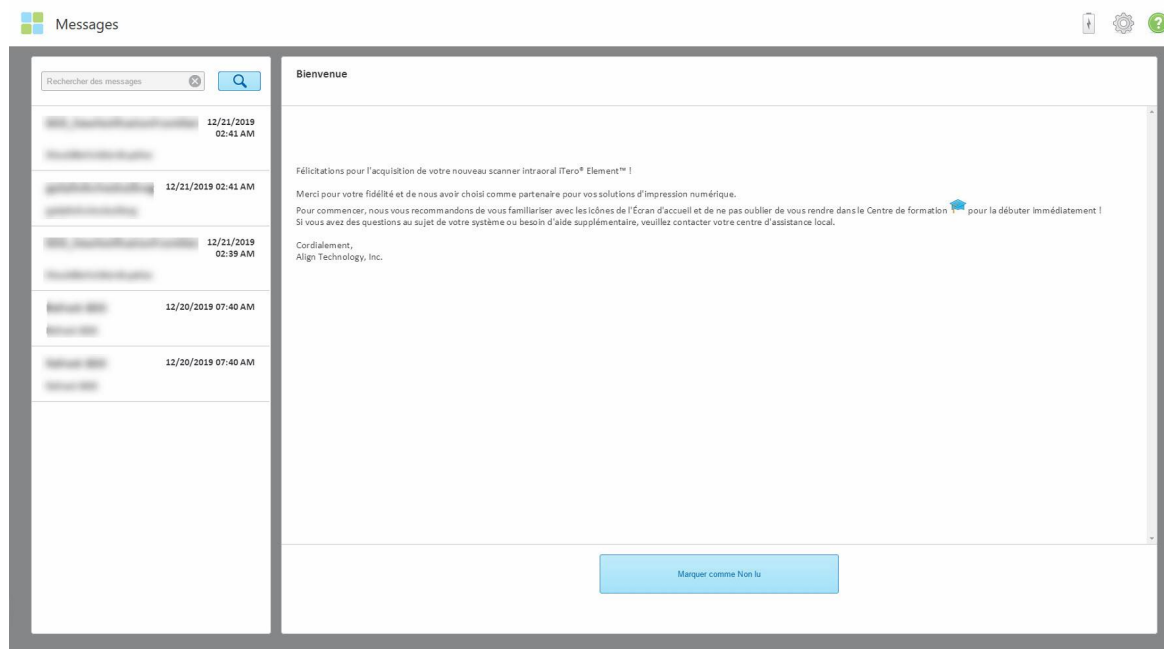 Messages
?
Rechercher des messages
12/21/2019
02:41 AM
12/21/2019 02:41 AM
12/21/2019
02:39 AM
12/20/2019 07:40 AM
12/20/2019 07:40 AM
Bienvenue
Félicitations pour l'acquisition de votre nouveau scanner intraoral iTero® Element™ !
Merci pour votre fidélité et de nous avoir choisi comme partenaire pour vos solutions d'impression numérique.
Pour commencer, nous vous recommandons de vous familiariser avec les icônes de l'Écran d'accueil et de ne pas oublier de vous rendre dans le Centre de formation pour la débuter immédiatement !
Si vous avez des questions au sujet de votre système ou besoin d'aide supplémentaire, veuillez contacter votre centre d'assistance local.
Cordialement,
Align Technology, Inc.
Marquer comme Non lu